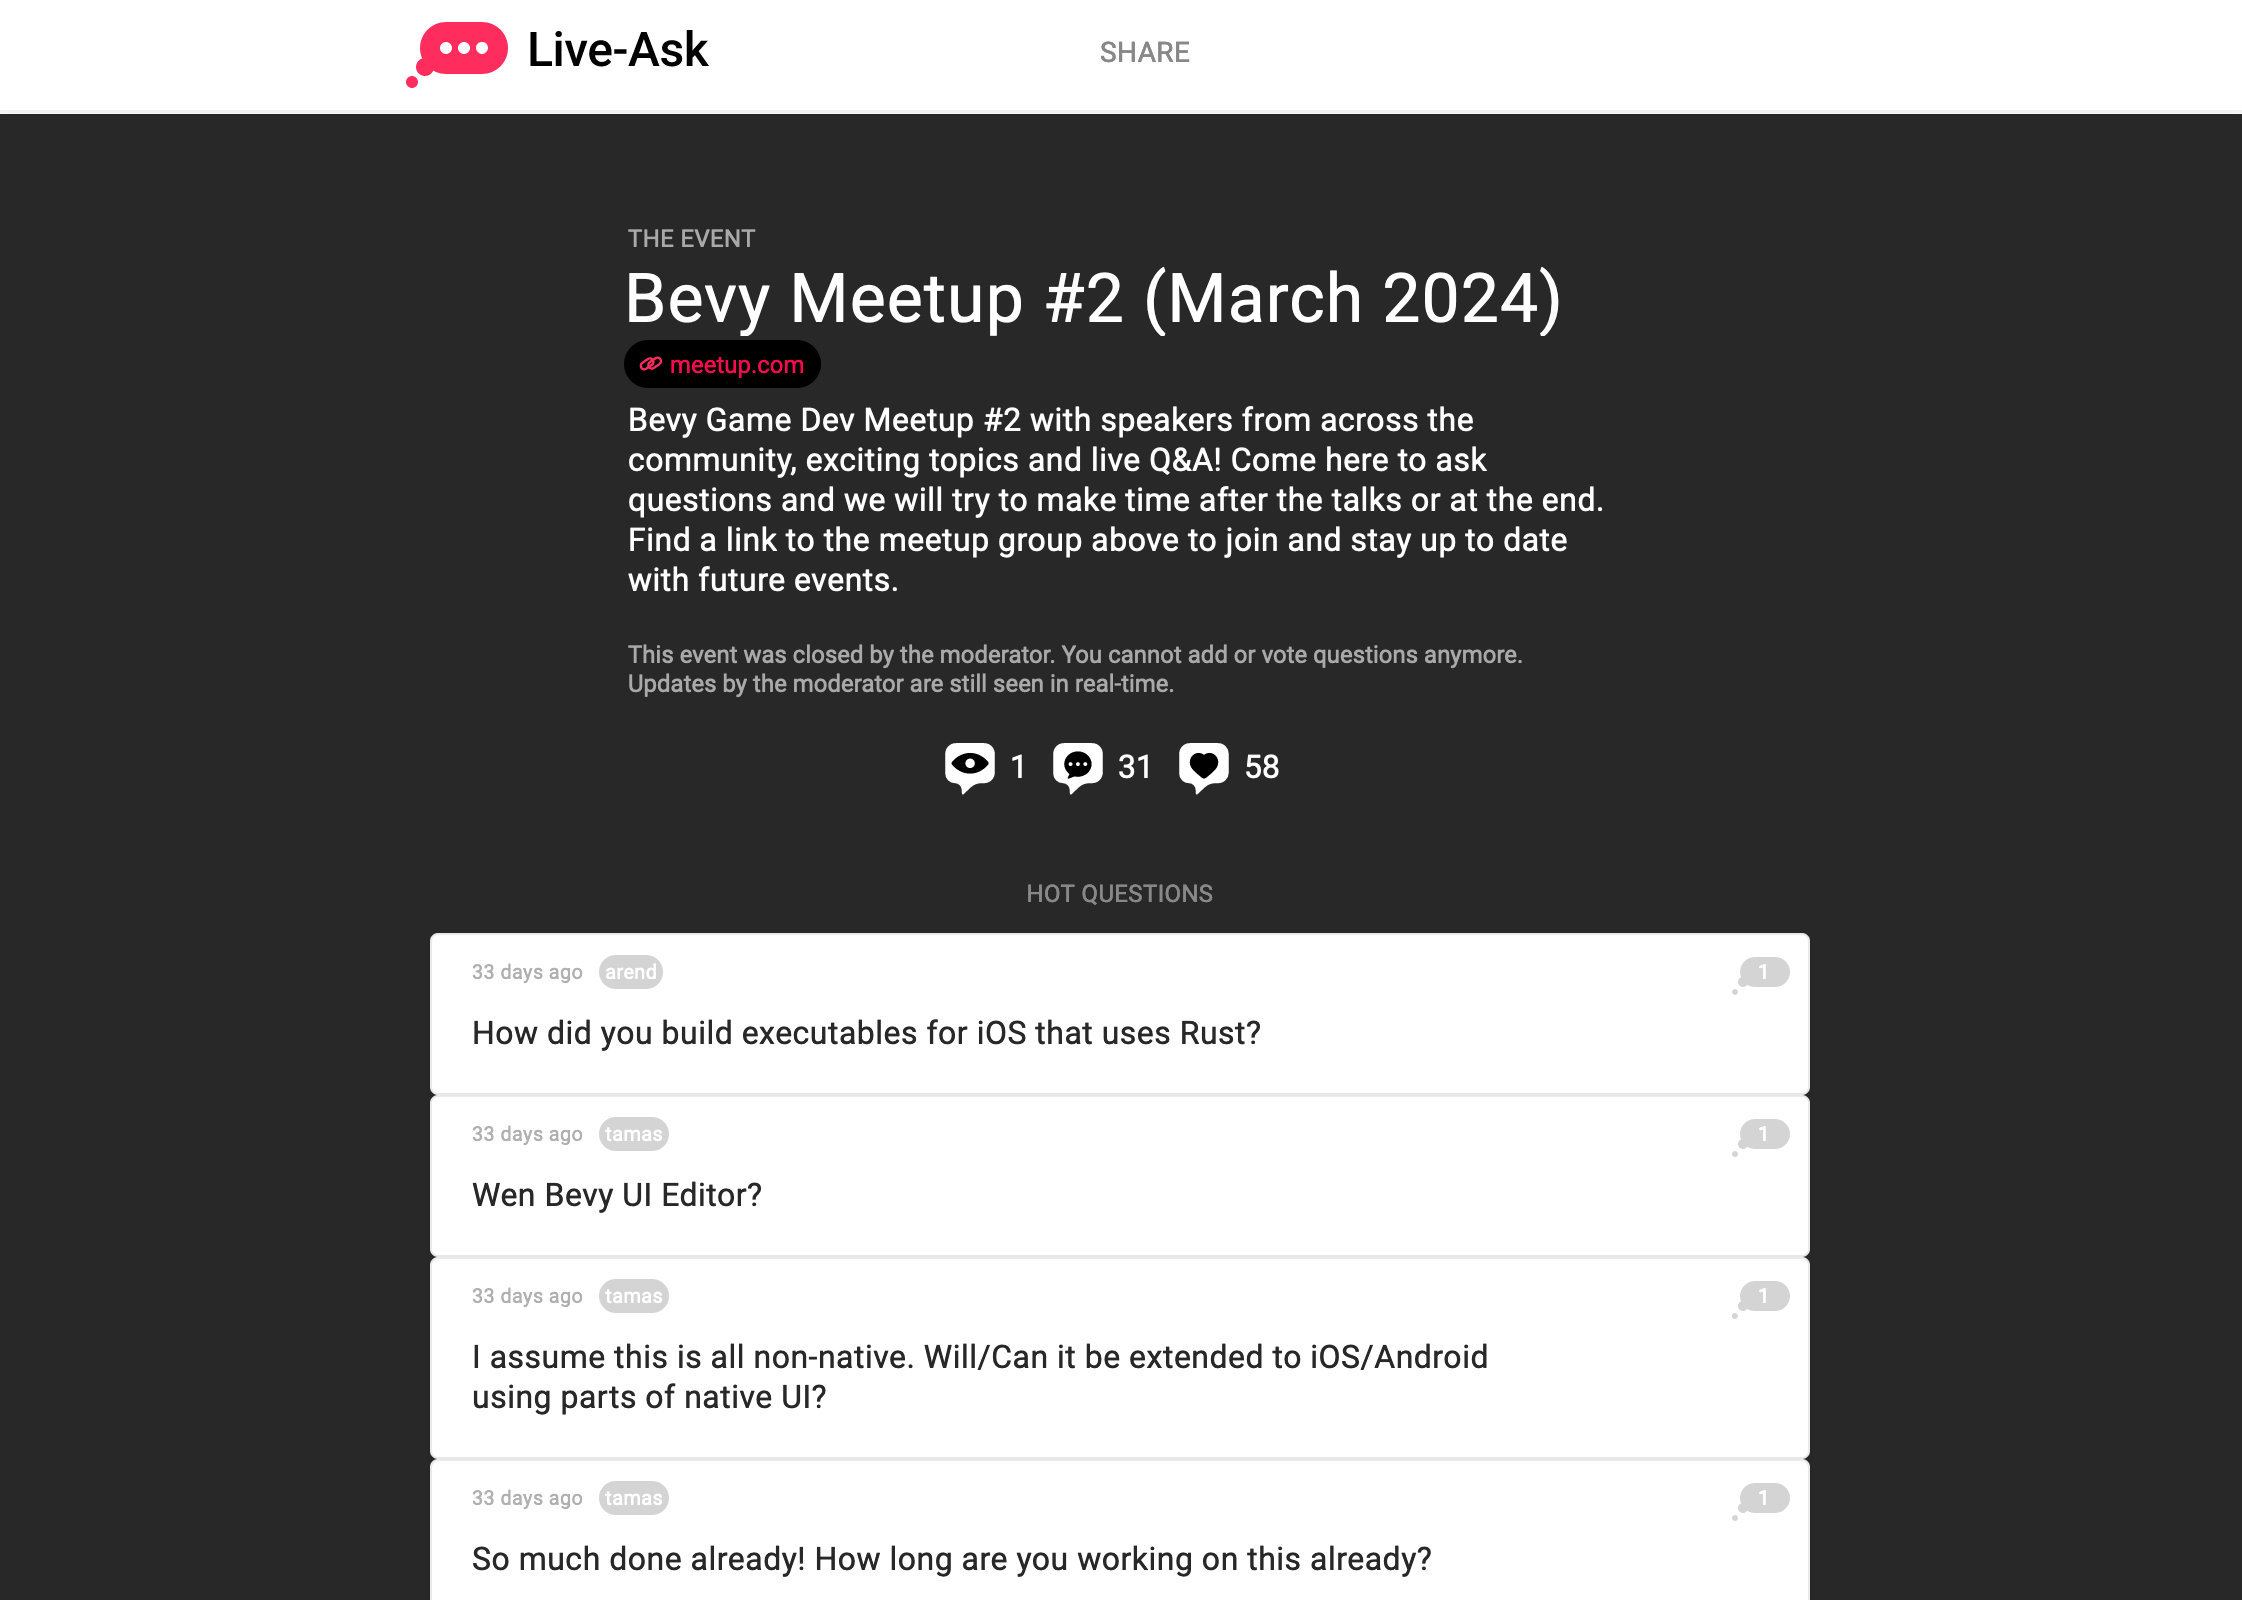 Live-Ask
SHARE
THE EVENT
Bevy Meetup #2 (March 2024)
meetup.com
Bevy Game Dev Meetup #2 with speakers from across the
community, exciting topics and live Q&A! Come here to ask
questions and we will try to make time after the talks or at the end.
Find a link to the meetup group above to join and stay up to date
with future events.
This event was closed by the moderator. You cannot add or vote questions anymore.
Updates by the moderator are still seen in real-time.
1 31 58
HOT QUESTIONS
33 days ago arend 1
How did you build executables for iOS that uses Rust?
33 days ago tamas 1
Wen Bevy UI Editor?
33 days ago tamas 1
I assume this is all non-native. Will/Can it be extended to iOS/Android
using parts of native UI?
33 days ago tamas 1
So much done already! How long are you working on this already?